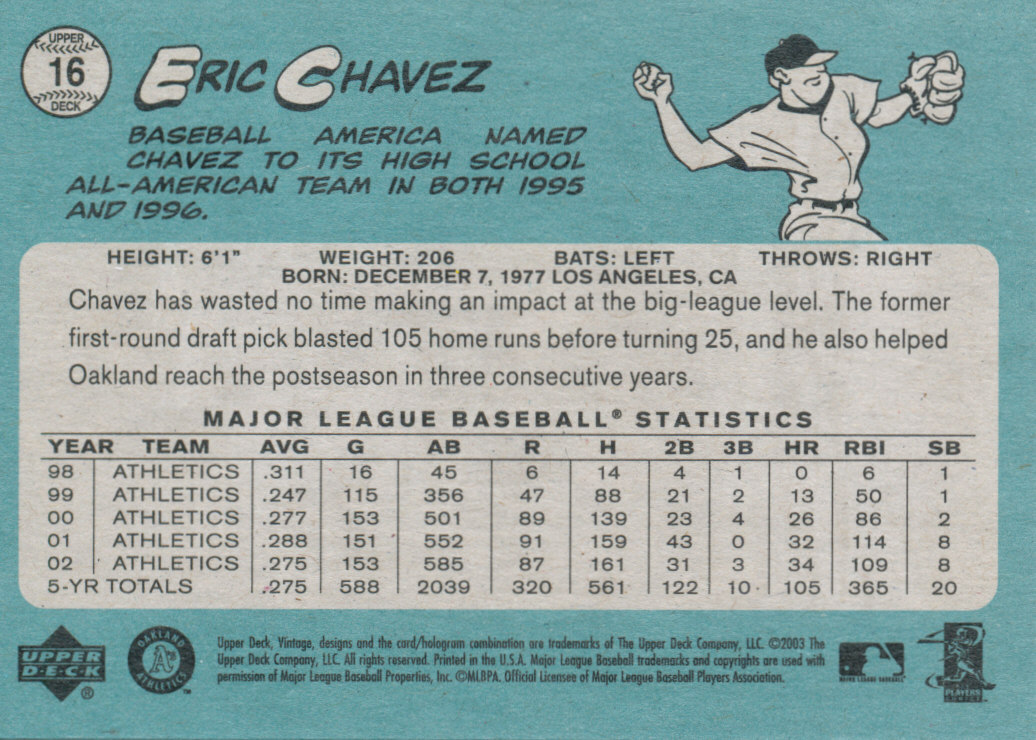 UPPER
16
DECK
ERIC CHAVEZ
BASEBALL AMERICA NAMED
CHAVEZ TO ITS HIGH SCHOOL
ALL-AMERICAN TEAM IN BOTH 1995
AND 1996.
HEIGHT: 6'1" WEIGHT: 206 BATS: LEFT THROWS: RIGHT
BORN: DECEMBER 7, 1977 LOS ANGELES, CA
Chavez has wasted no time making an impact at the big-league level. The former
first-round draft pick blasted 105 home runs before turning 25, and he also helped
Oakland reach the postseason in three consecutive years.
MAJOR LEAGUE BASEBALL® STATISTICS
YEAR TEAM AVG G AB R H 2B 3B HR RBI SB
98 ATHLETICS .311 16 45 6 14 4 1 0 6 1
99 ATHLETICS .247 115 356 47 88 21 2 13 50 1
00 ATHLETICS .277 153 501 89 139 23 4 26 86 2
01 ATHLETICS .288 151 552 91 159 43 0 32 114 8
02 ATHLETICS .275 153 585 87 161 31 3 34 109 8
5-YR TOTALS .275 588 2039 320 561 122 10 105 365 20
UPPER
DECK
®
OAKLAND
A's
ATHLETICS
™
Upper Deck, Vintage, designs and the card/hologram combination are trademarks of The Upper Deck Company, LLC. ©2003 The
Upper Deck Company, LLC. All rights reserved. Printed in the U.S.A. Major League Baseball trademarks and copyrights are used with
permission of Major League Baseball Properties, Inc. ©MLBPA. Official Licensee of Major League Baseball Players Association.
MAJOR LEAGUE BASEBALL
PLAYERS
CHOICE